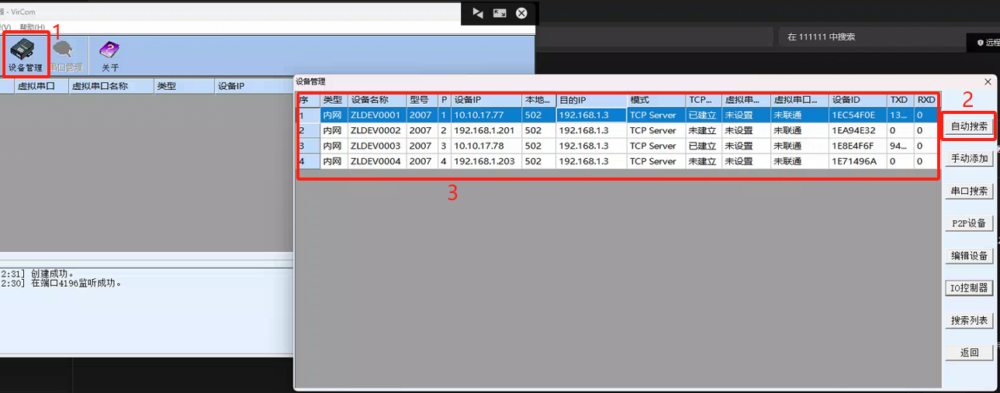 - VirCom
(V) 帮助(H)
1
设备管理 串口管理 关于
虚拟串口 虚拟串口名称 类型 设备IP
在 111111 中搜索
远程
设备管理
序 类型 设备名称 型号 P 设备IP 本地... 目的IP 模式 TCP... 虚拟串... 虚拟串口... 设备ID TXD RXD
1 内网 ZLDEV0001 2007 1 10.10.17.77 502 192.168.1.3 TCP Server 已建立 未设置 未联通 1EC54F0E 13... 0
2 内网 ZLDEV0002 2007 2 192.168.1.201 502 192.168.1.3 TCP Server 未建立 未设置 未联通 1EA94E32 0 0
3 内网 ZLDEV0003 2007 3 10.10.17.78 502 192.168.1.3 TCP Server 已建立 未设置 未联通 1E8E4F6F 94... 0
4 内网 ZLDEV0004 2007 4 192.168.1.203 502 192.168.1.3 TCP Server 未建立 未设置 未联通 1E71496A 0 0
3
2
自动搜索
手动添加
串口搜索
P2P设备
编辑设备
IO控制器
搜索列表
返回
2:31] 创建成功。
2:30] 在端口4196监听成功。